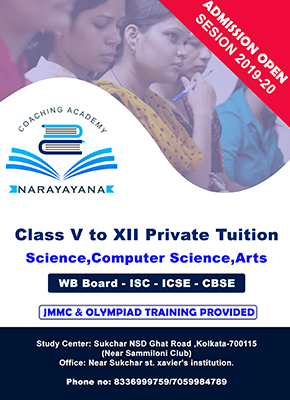 ADMISSION OPEN
SESION 2019-20
COACHING ACADEMY
NARAYAYANA
Class V to XII Private Tuition
Science,Computer Science,Arts
WB Board - ISC - ICSE - CBSE
JMMC & OLYMPIAD TRAINING PROVIDED
Study Center: Sukchar NSD Ghat Road ,Kolkata-700115
(Near Sammiloni Club)
Office: Near Sukchar st. xavier's institution.
Phone no: 8336999759/7059984789